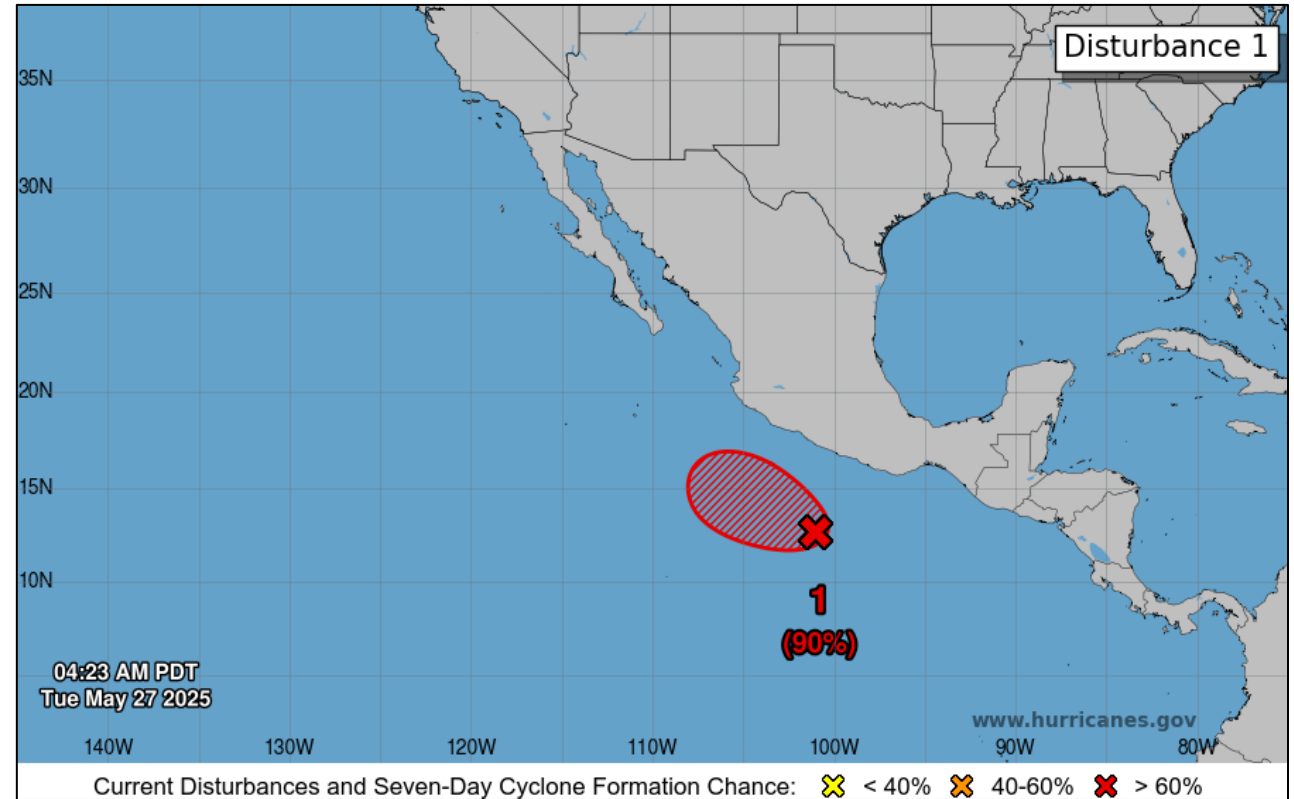 Disturbance 1
35N
30N
25N
20N
15N
10N
1
(90%)
04:23 AM PDT
Tue May 27 2025
www.hurricanes.gov
140W 130W 120W 110W 100W 90W 80W
Current Disturbances and Seven-Day Cyclone Formation Chance: < 40% 40-60% > 60%